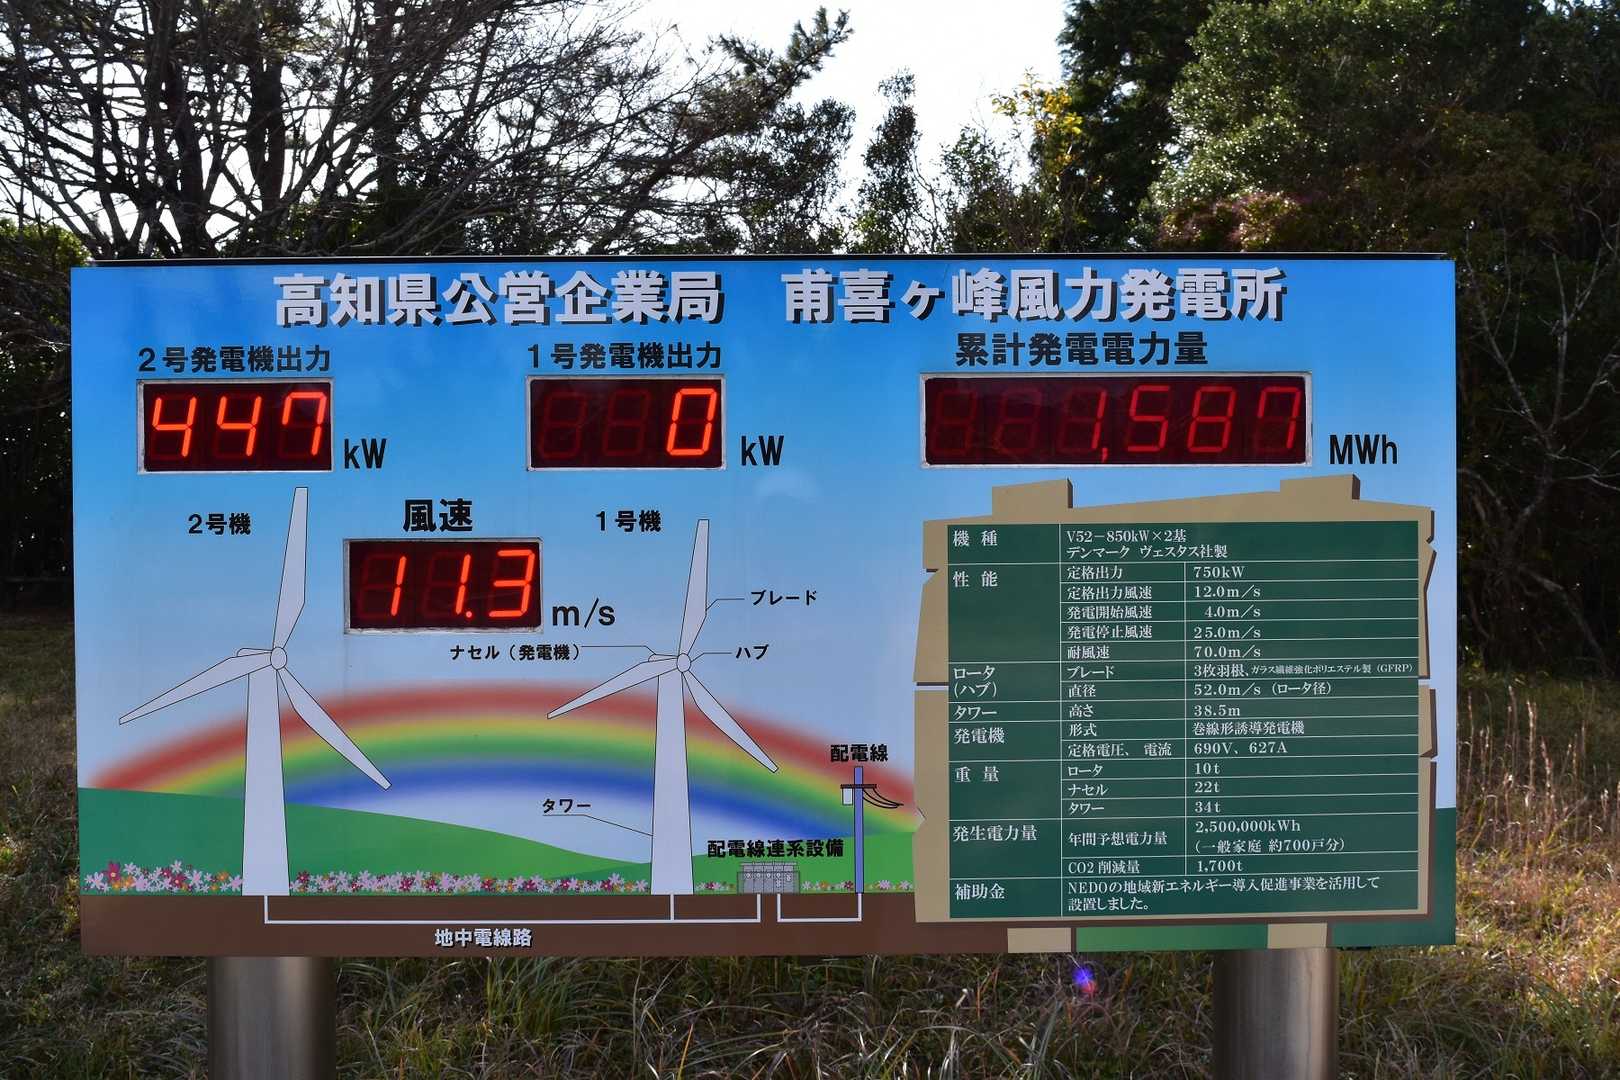 高知県公営企業局　甫喜ヶ峰風力発電所
2号発電機出力
447 kW
1号発電機出力
0 kW
累計発電電力量
1,587 MWh
2号機
風速
11.3 m/s
1号機
ブレード
ナセル（発電機）
ハブ
タワー
配電線
配電線連系設備
地中電線路
機種 V52－850kW×2基
デンマーク ヴェスタス社製
性能 定格出力 750kW
定格出力風速 12.0m／s
発電開始風速 4.0m／s
発電停止風速 25.0m／s
耐風速 70.0m／s
ロータ（ハブ） ブレード 3枚羽根、ガラス繊維強化ポリエステル製（GFRP）
直径 52.0m／s（ロータ径）
タワー 高さ 38.5m
発電機 形式 巻線形誘導発電機
定格電圧、電流 690V、627A
重量 ロータ 10t
ナセル 22t
タワー 34t
発生電力量 年間予想電力量 2,500,000kWh
（一般家庭 約700戸分）
CO2削減量 1,700t
補助金 NEDOの地域新エネルギー導入促進事業を活用して
設置しました。